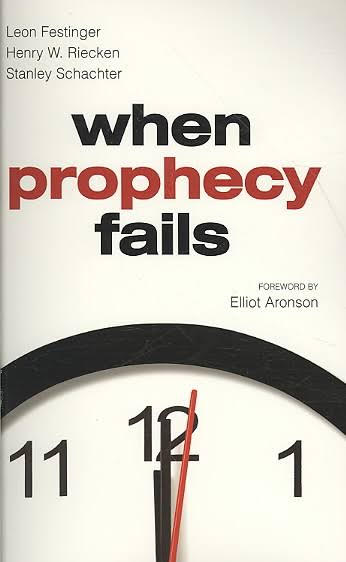 Leon Festinger
Henry W. Riecken
Stanley Schachter
when
prophecy
fails
FOREWORD BY
Elliot Aronson
12
11
1